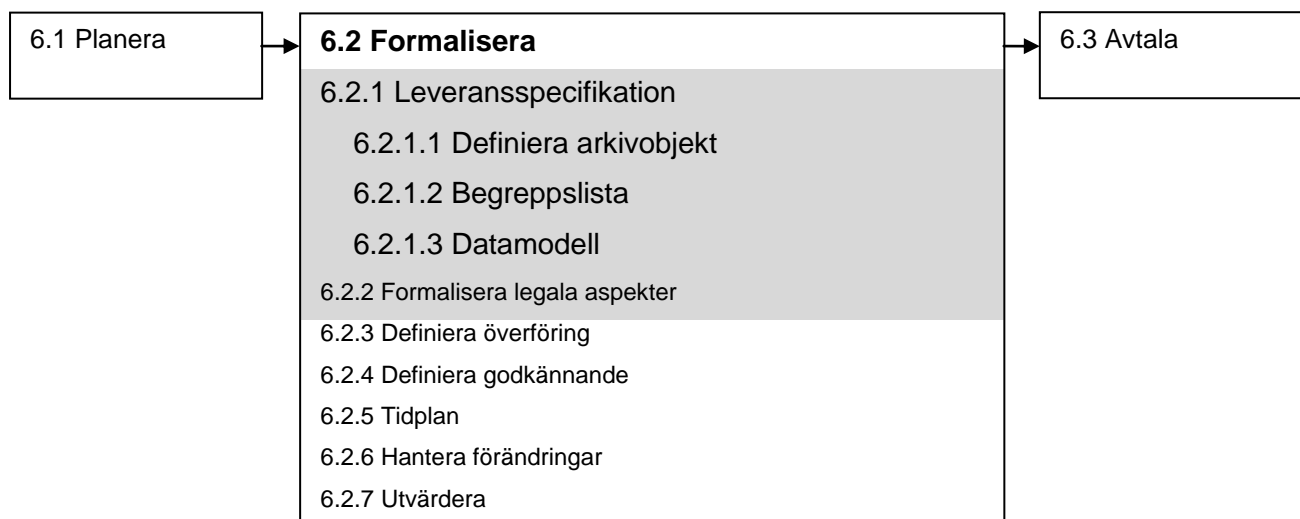 6.1 Planera
6.2 Formalisera
6.2.1 Leveransspecifikation
6.2.1.1 Definiera arkivobjekt
6.2.1.2 Begreppslista
6.2.1.3 Datamodell
6.2.2 Formalisera legala aspekter
6.2.3 Definiera överföring
6.2.4 Definiera godkännande
6.2.5 Tidplan
6.2.6 Hantera förändringar
6.2.7 Utvärdera
6.3 Avtala